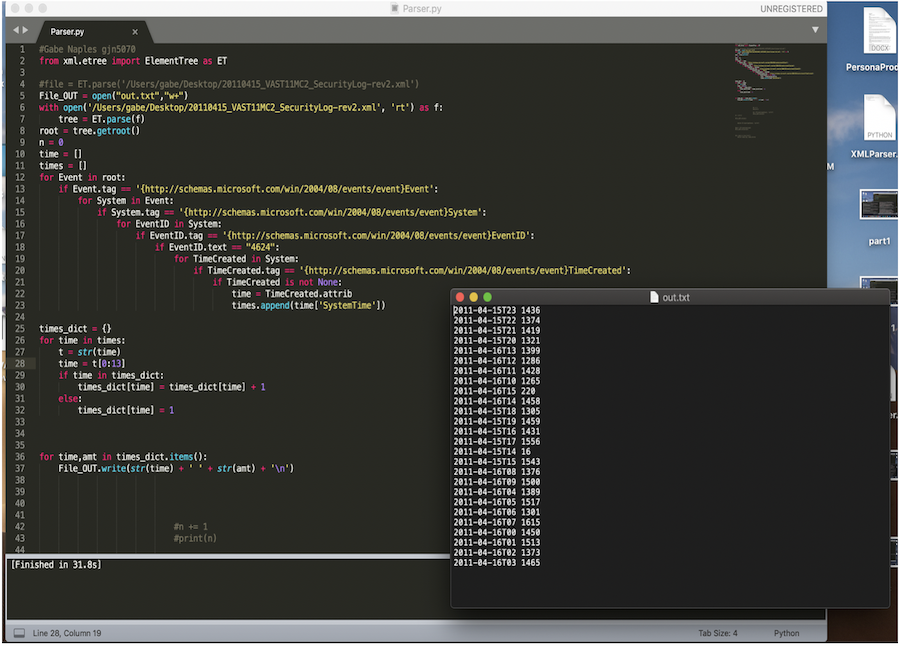 Parser.py
UNREGISTERED
Parser.py ×
1 #Gabe Naples gjn5070
2 from xml.etree import ElementTree as ET
3
4 #file = ET.parse('/Users/gabe/Desktop/20110415_VAST11MC2_SecurityLog-rev2.xml')
5 File_OUT = open("out.txt","w+")
6 with open('/Users/gabe/Desktop/20110415_VAST11MC2_SecurityLog-rev2.xml', 'rt') as f:
7 tree = ET.parse(f)
8 root = tree.getroot()
9 n = 0
10 time = []
11 times = []
12 for Event in root:
13 if Event.tag == '{http://schemas.microsoft.com/win/2004/08/events/event}Event':
14 for System in Event:
15 if System.tag == '{http://schemas.microsoft.com/win/2004/08/events/event}System':
16 for EventID in System:
17 if EventID.tag == '{http://schemas.microsoft.com/win/2004/08/events/event}EventID':
18 if EventID.text == "4624":
19 for TimeCreated in System:
20 if TimeCreated.tag == '{http://schemas.microsoft.com/win/2004/08/events/event}TimeCreated':
21 if TimeCreated is not None:
22 time = TimeCreated.attrib
23 times.append(time['SystemTime'])
24
25 times_dict = {}
26 for time in times:
27 t = str(time)
28 time = t[0:13]
29 if time in times_dict:
30 times_dict[time] = times_dict[time] + 1
31 else:
32 times_dict[time] = 1
33
34
35
36 for time,amt in times_dict.items():
37 File_OUT.write(str(time) + ' ' + str(amt) + '\n')
38
39
40
41
42 #n += 1
43 #print(n)
44
[Finished in 31.8s]
Line 28, Column 19
Tab Size: 4
Python
out.txt
2011-04-15T23 1436
2011-04-15T22 1374
2011-04-15T21 1419
2011-04-15T20 1321
2011-04-16T13 1399
2011-04-16T12 1286
2011-04-16T11 1428
2011-04-16T10 1265
2011-04-16T15 220
2011-04-16T14 1458
2011-04-15T18 1305
2011-04-15T19 1459
2011-04-15T16 1431
2011-04-15T17 1556
2011-04-15T14 16
2011-04-15T15 1543
2011-04-16T08 1376
2011-04-16T09 1500
2011-04-16T04 1389
2011-04-16T05 1517
2011-04-16T06 1301
2011-04-16T07 1615
2011-04-16T00 1450
2011-04-16T01 1513
2011-04-16T02 1373
2011-04-16T03 1465
DOCX
PersonaProd
PYTHON
XMLParser.
M
part1